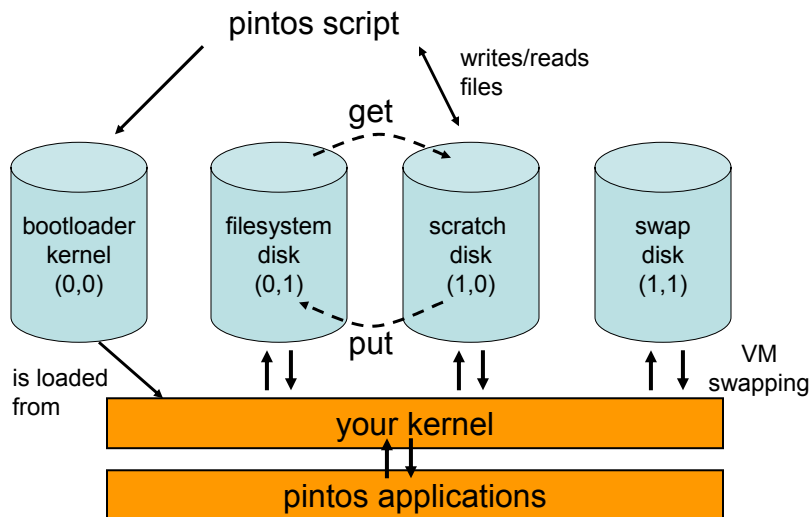 pintos script
writes/reads
files
get
bootloader
kernel
(0,0)
filesystem
disk
(0,1)
scratch
disk
(1,0)
swap
disk
(1,1)
put
is loaded
from
VM
swapping
your kernel
pintos applications